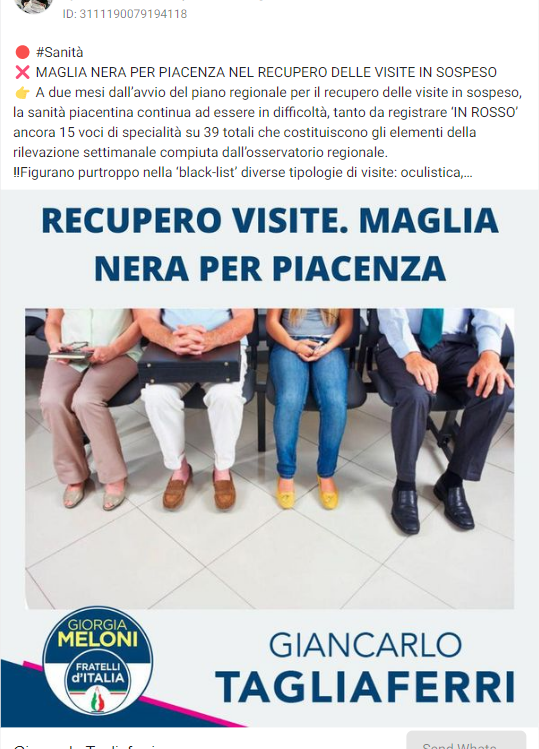 ID: 3111190079194118
🔴 #Sanità
❌ MAGLIA NERA PER PIACENZA NEL RECUPERO DELLE VISITE IN SOSPESO
👉 A due mesi dall'avvio del piano regionale per il recupero delle visite in sospeso,
la sanità piacentina continua ad essere in difficoltà, tanto da registrare 'IN ROSSO'
ancora 15 voci di specialità su 39 totali che costituiscono gli elementi della
rilevazione settimanale compiuta dall'osservatorio regionale.
‼Figurano purtroppo nella 'black-list' diverse tipologie di visite: oculistica,...
RECUPERO VISITE. MAGLIA
NERA PER PIACENZA
GIORGIA
MELONI
FRATELLI
d'ITALIA
GIANCARLO
TAGLIAFERRI
Giancarlo Tagliaferri
Send Whats...